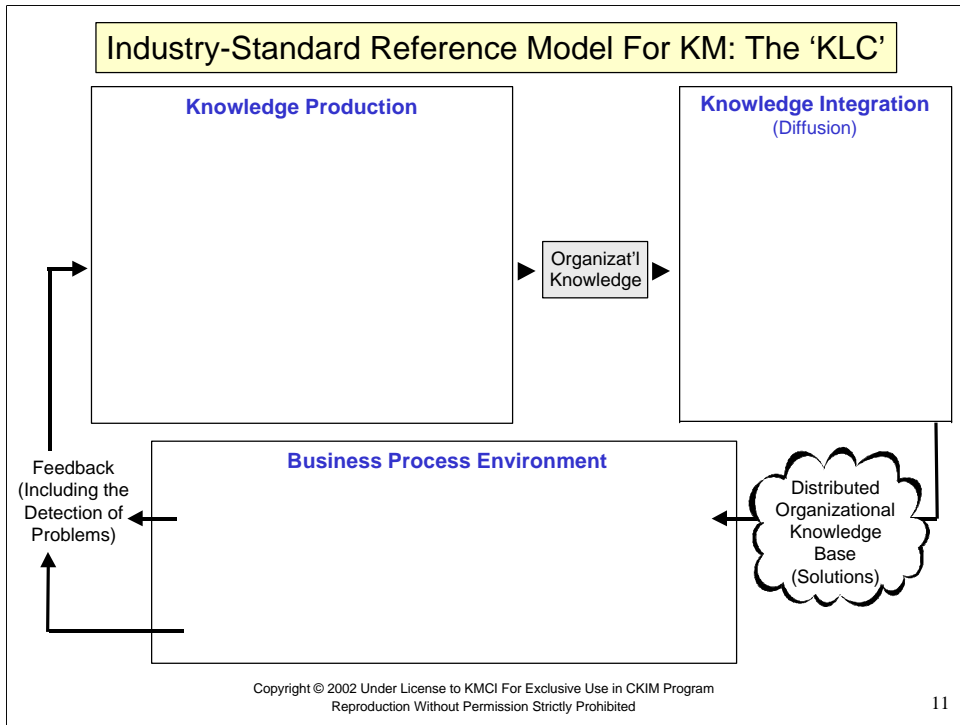 Industry-Standard Reference Model For KM: The ‘KLC’
Knowledge Production
Knowledge Integration
(Diffusion)
Organizat’l
Knowledge
Feedback
(Including the
Detection of
Problems)
Business Process Environment
Distributed
Organizational
Knowledge
Base
(Solutions)
Copyright © 2002 Under License to KMCI For Exclusive Use in CKIM Program
Reproduction Without Permission Strictly Prohibited
11